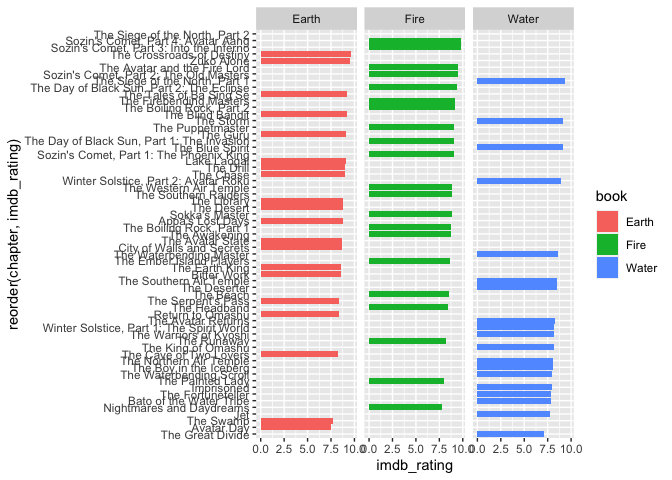 Earth
Fire
Water
The Siege of the North, Part 2
Sozin's Comet, Part 4: Avatar Aang
Sozin's Comet, Part 3: Into the Inferno
The Crossroads of Destiny
Zuko Alone
The Avatar and the Fire Lord
Sozin's Comet, Part 2: The Old Masters
The Siege of the North, Part 1
The Day of Black Sun, Part 2: The Eclipse
The Tales of Ba Sing Se
The Firebending Masters
The Boiling Rock, Part 2
The Blind Bandit
The Storm
The Puppetmaster
The Guru
The Day of Black Sun, Part 1: The Invasion
The Blue Spirit
Sozin's Comet, Part 1: The Phoenix King
Lake Laogai
The Drill
The Chase
Winter Solstice, Part 2: Avatar Roku
The Western Air Temple
The Southern Raiders
The Library
The Desert
Sokka's Master
Appa's Lost Days
The Boiling Rock, Part 1
The Awakening
The Avatar State
City of Walls and Secrets
The Waterbending Master
The Ember Island Players
The Earth King
Bitter Work
The Southern Air Temple
The Deserter
The Beach
The Serpent's Pass
The Headband
Return to Omashu
The Avatar Returns
Winter Solstice, Part 1: The Spirit World
The Warriors of Kyoshi
The Runaway
The King of Omashu
The Cave of Two Lovers
The Northern Air Temple
The Boy in the Iceberg
The Waterbending Scroll
The Painted Lady
Imprisoned
The Fortuneteller
Bato of the Water Tribe
Nightmares and Daydreams
Jet
The Swamp
Avatar Day
The Great Divide
reorder(chapter, imdb_rating)
0.0 2.5 5.0 7.5 10.0
0.0 2.5 5.0 7.5 10.0
0.0 2.5 5.0 7.5 10.0
imdb_rating
book
Earth
Fire
Water